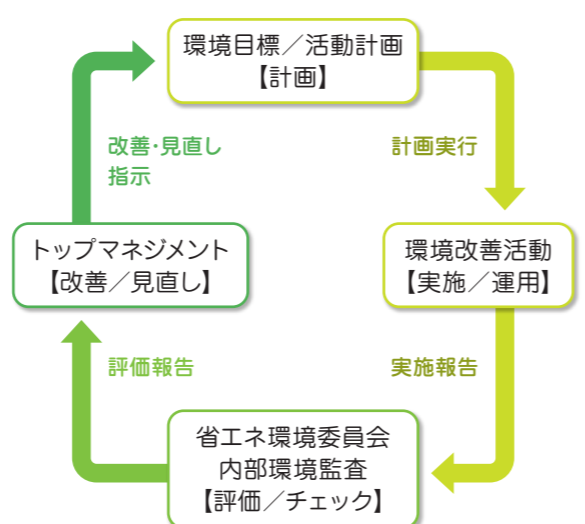 環境目標／活動計画
【計画】
改善・見直し
指示
計画実行
トップマネジメント
【改善／見直し】
環境改善活動
【実施／運用】
評価報告
実施報告
省エネ環境委員会
内部環境監査
【評価／チェック】